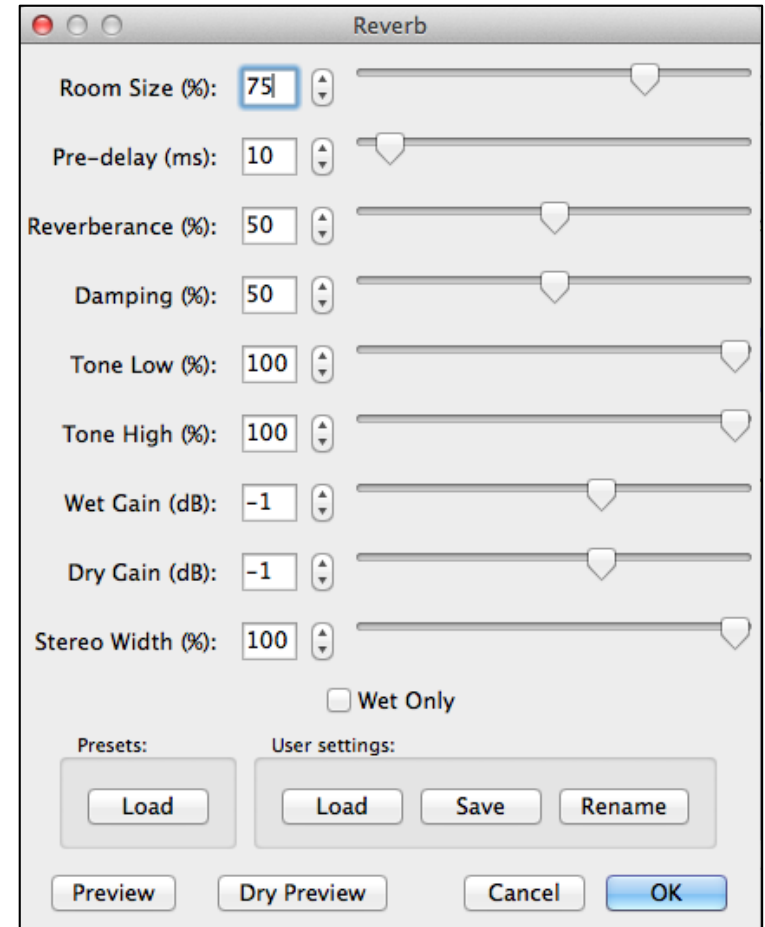 Reverb
Room Size (%): 75
Pre-delay (ms): 10
Reverberance (%): 50
Damping (%): 50
Tone Low (%): 100
Tone High (%): 100
Wet Gain (dB): -1
Dry Gain (dB): -1
Stereo Width (%): 100
Wet Only
Presets: User settings:
Load Load Save Rename
Preview Dry Preview Cancel OK